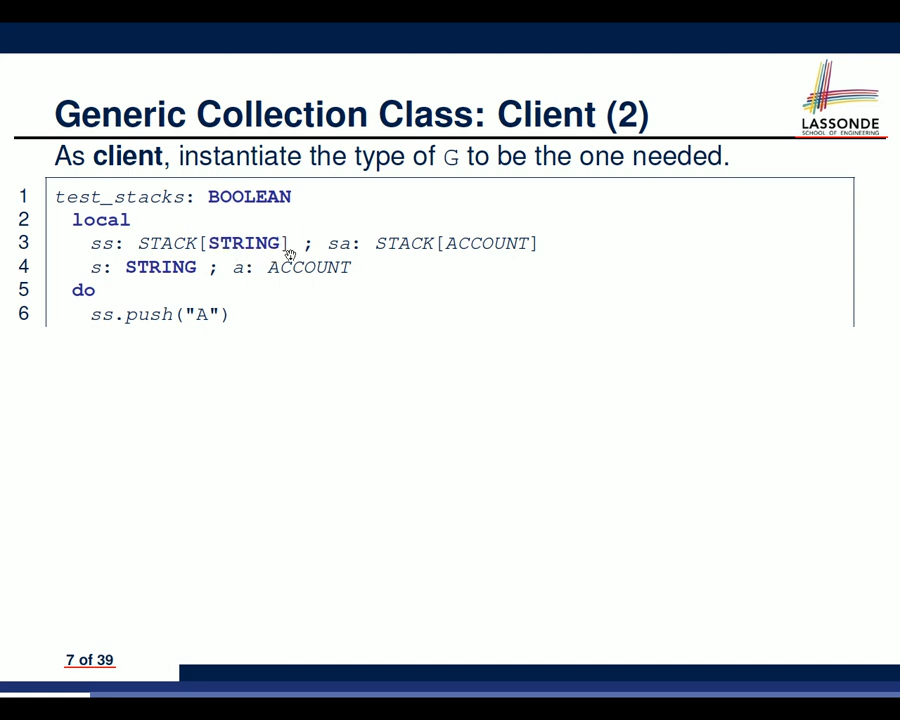 LASSONDE
SCHOOL OF ENGINEERING
Generic Collection Class: Client (2)
As client, instantiate the type of G to be the one needed.
1 test_stacks: BOOLEAN
2 local
3 ss: STACK[STRING] ; sa: STACK[ACCOUNT]
4 s: STRING ; a: ACCOUNT
5 do
6 ss.push("A")
7 of 39